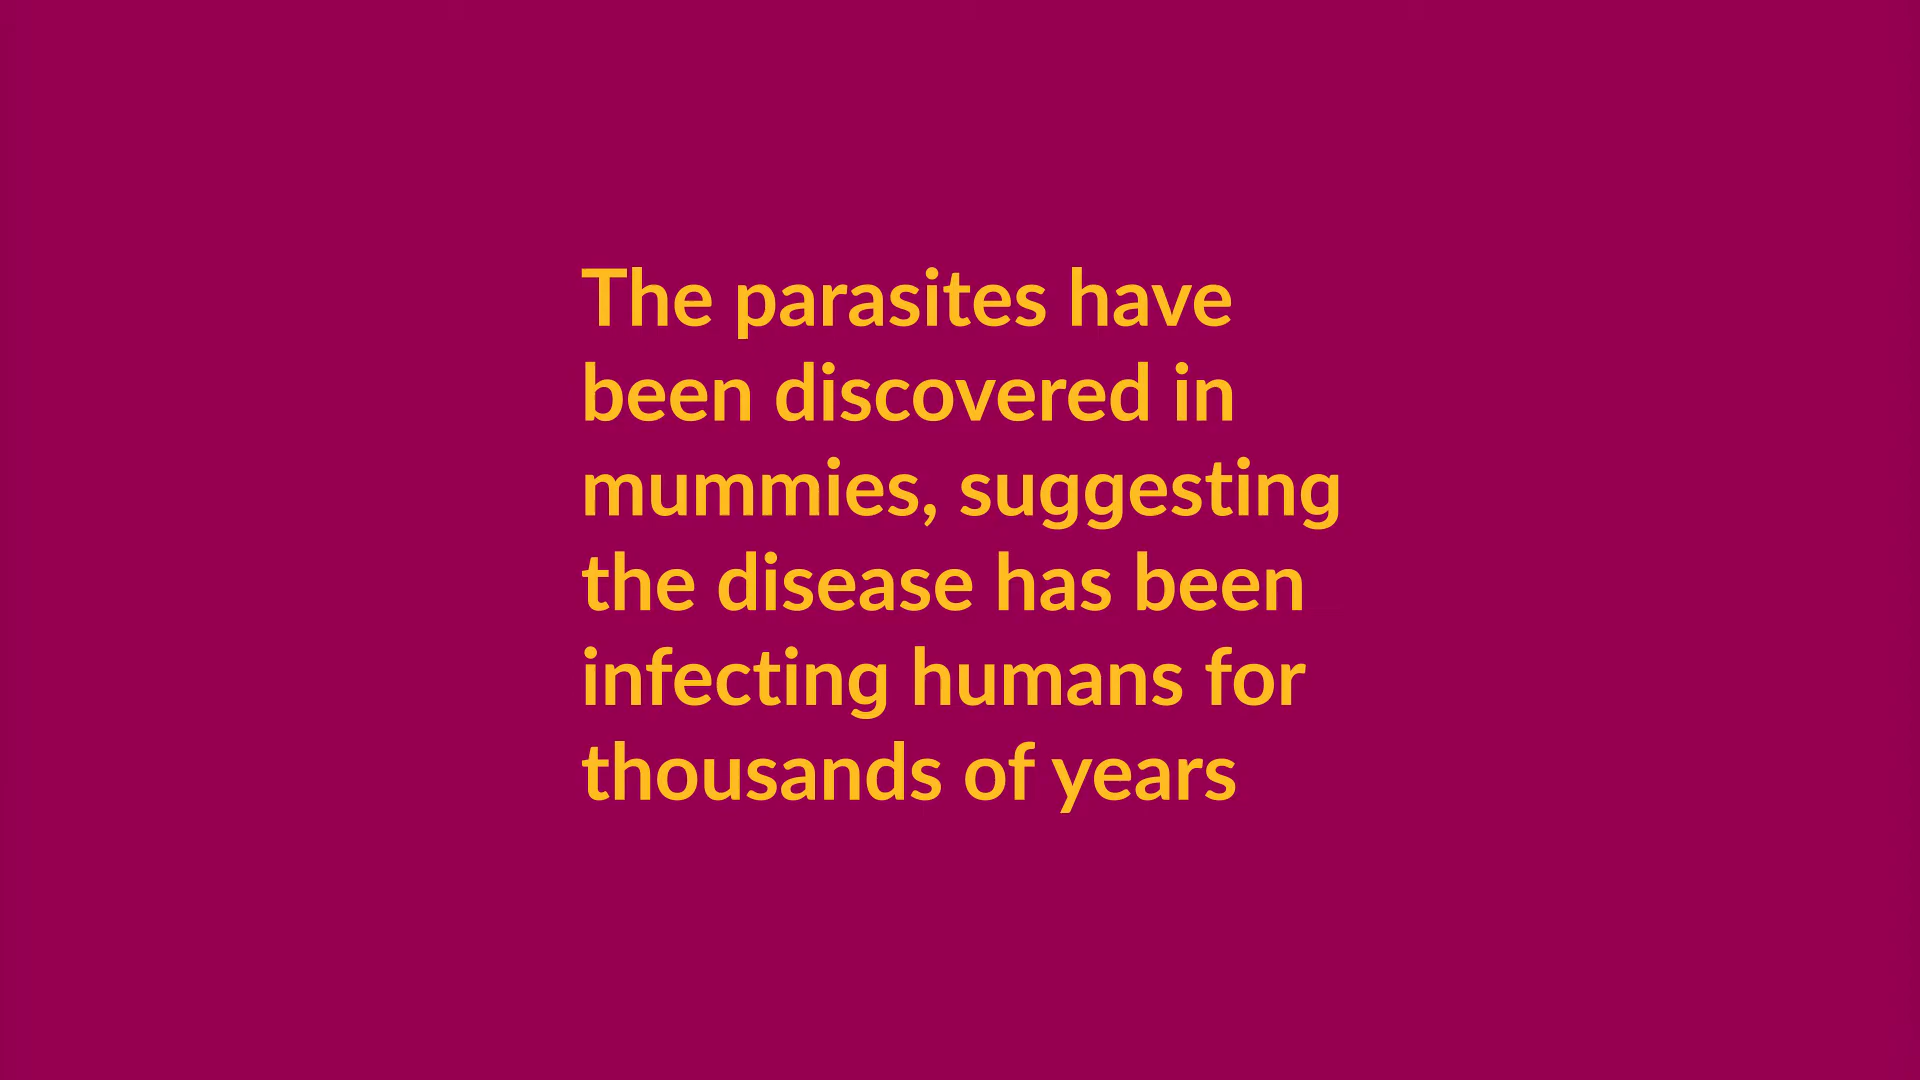 The parasites have
been discovered in
mummies, suggesting
the disease has been
infecting humans for
thousands of years